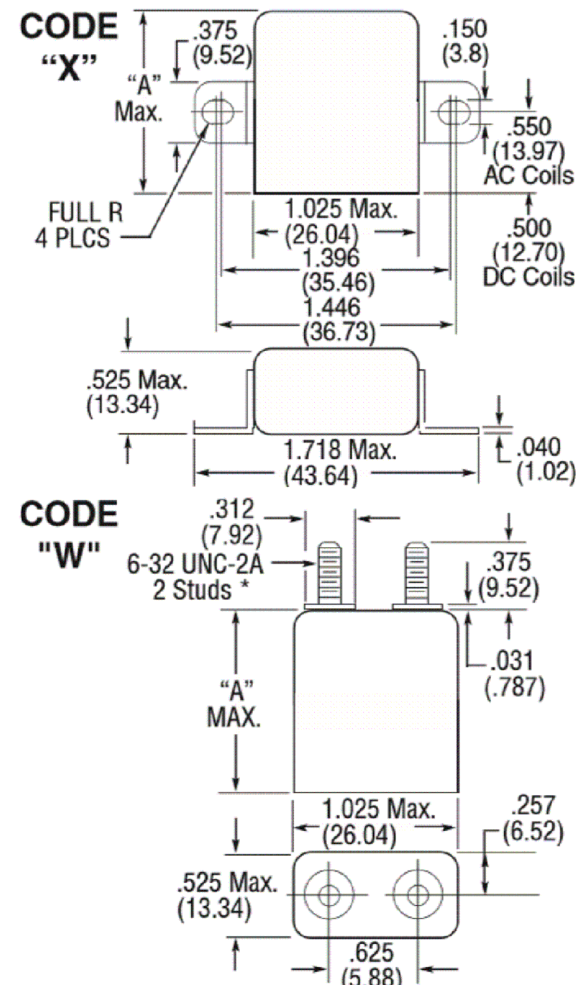 CODE
“X”
.375
(9.52)
.150
(3.8)
“A”
Max.
.550
(13.97)
AC Coils
FULL R
4 PLCS
1.025 Max.
(26.04)
.500
(12.70)
DC Coils
1.396
(35.46)
1.446
(36.73)
.525 Max.
(13.34)
1.718 Max.
(43.64)
.040
(1.02)
CODE
"W"
.312
(7.92)
6-32 UNC-2A
2 Studs *
.375
(9.52)
.031
(.787)
“A”
MAX.
1.025 Max.
(26.04)
.257
(6.52)
.525 Max.
(13.34)
.625
(5.88)